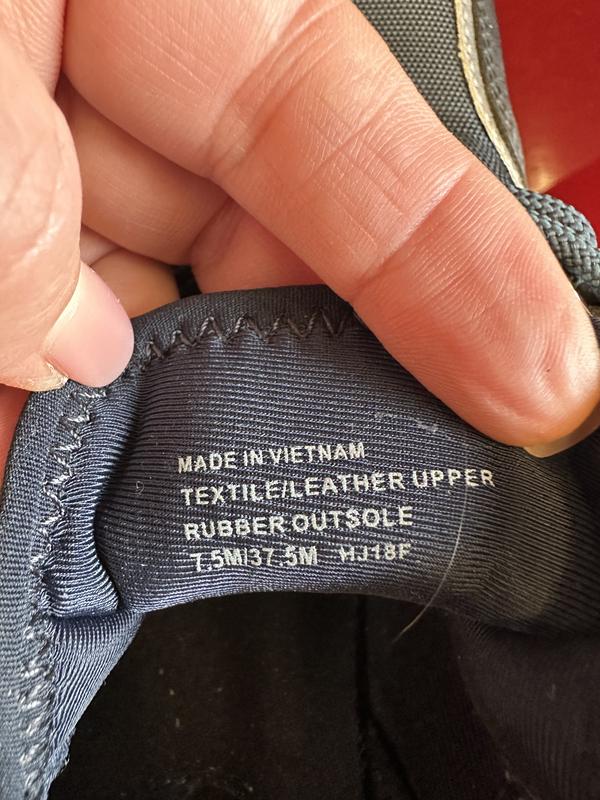 MADE IN VIETNAM
TEXTILE/LEATHER UPPER
RUBBER OUTSOLE
7.5M/37.5M HJ18F